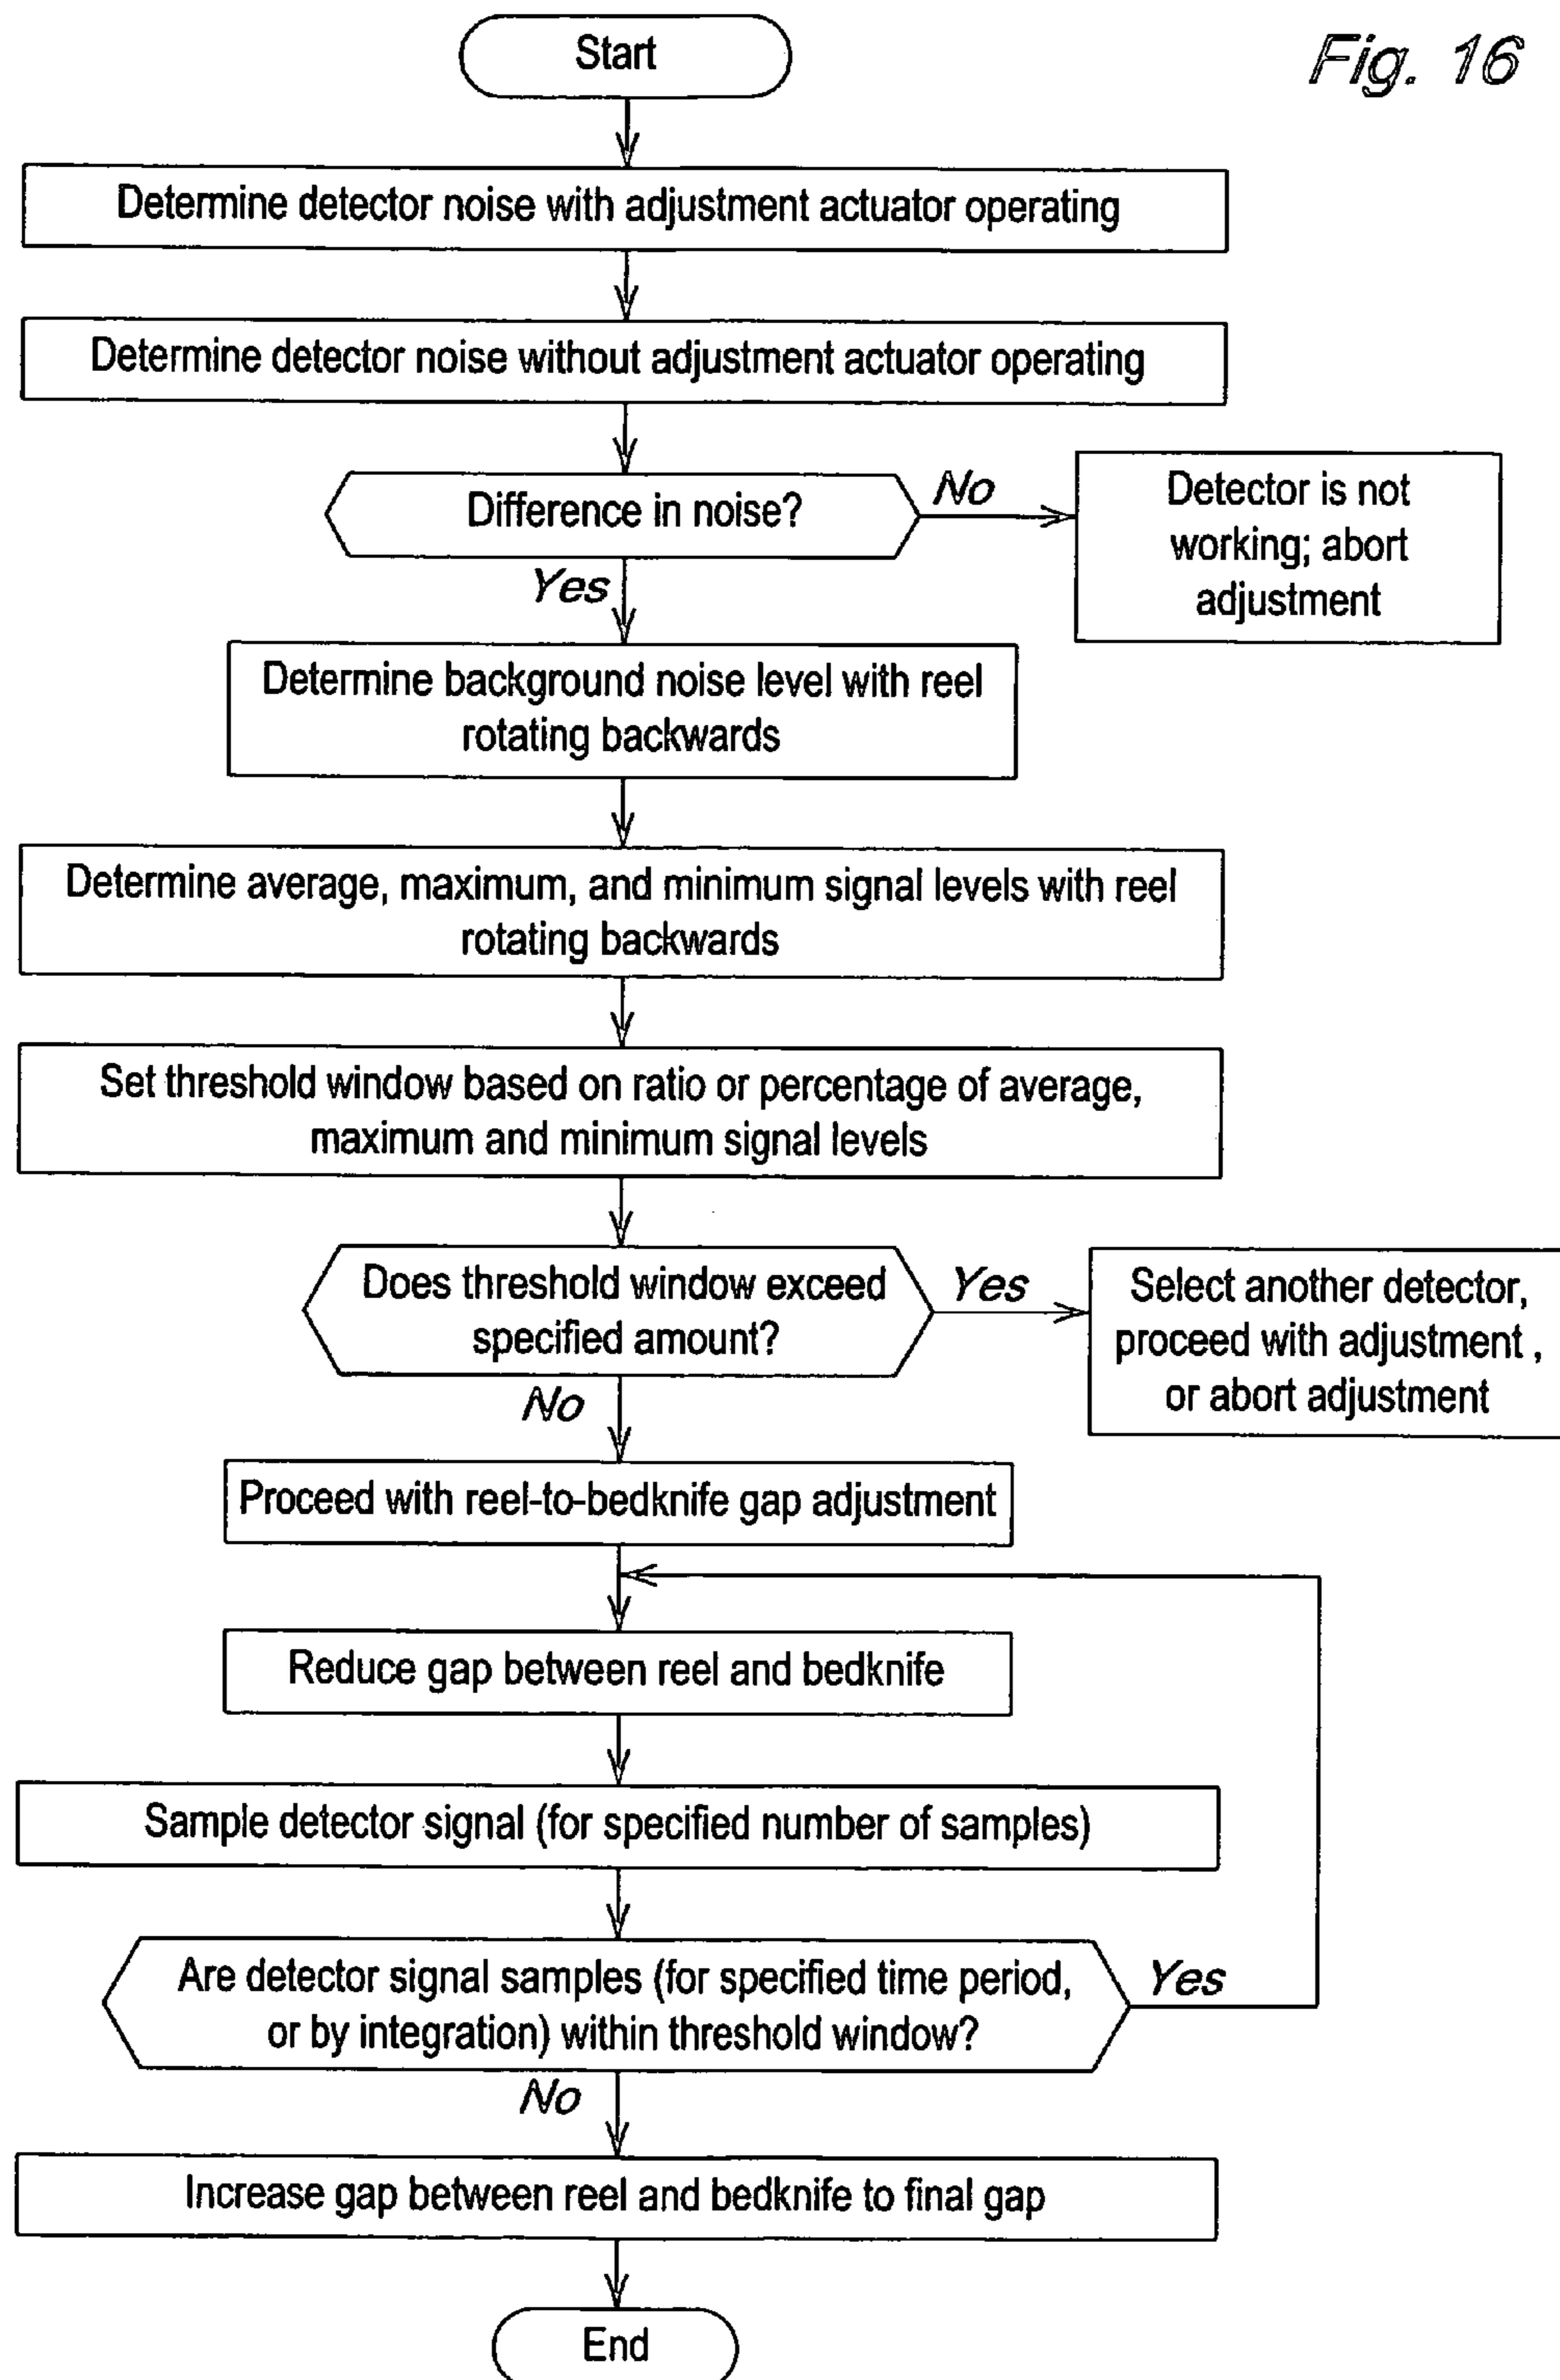 Fig. 16
Start
Determine detector noise with adjustment actuator operating
Determine detector noise without adjustment actuator operating
Difference in noise?
No
Detector is not
working; abort
adjustment
Yes
Determine background noise level with reel
rotating backwards
Determine average, maximum, and minimum signal levels with reel
rotating backwards
Set threshold window based on ratio or percentage of average,
maximum and minimum signal levels
Does threshold window exceed
specified amount?
Yes
Select another detector,
proceed with adjustment ,
or abort adjustment
No
Proceed with reel-to-bedknife gap adjustment
Reduce gap between reel and bedknife
Sample detector signal (for specified number of samples)
Are detector signal samples (for specified time period,
or by integration) within threshold window?
Yes
No
Increase gap between reel and bedknife to final gap
End